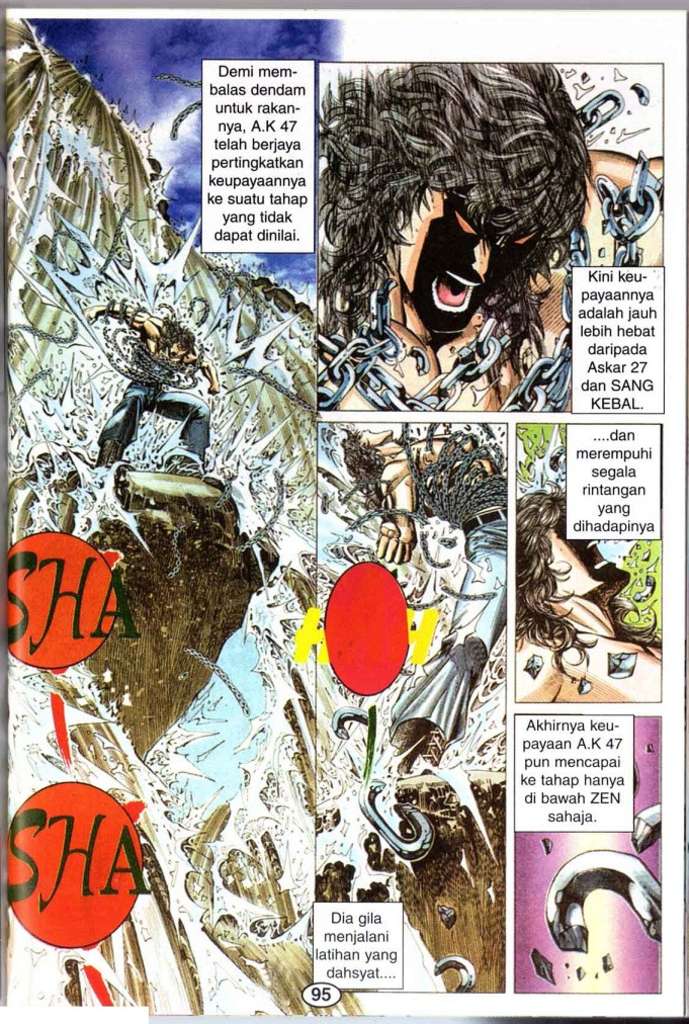 Demi mem-
balas dendam
untuk rakan-
nya, A.K 47
telah berjaya
pertingkatkan
keupayaannya
ke suatu tahap
yang tidak
dapat dinilai.
Kini keu-
payaannya
adalah jauh
lebih hebat
daripada
Askar 27
dan SANG
KEBAL.
SHA
SHA
Dia gila
menjalani
latihan yang
dahsyat....
....dan
merempuhi
segala
rintangan
yang
dihadapinya
Akhirnya keu-
payaan A.K 47
pun mencapai
ke tahap hanya
di bawah ZEN
sahaja.
95